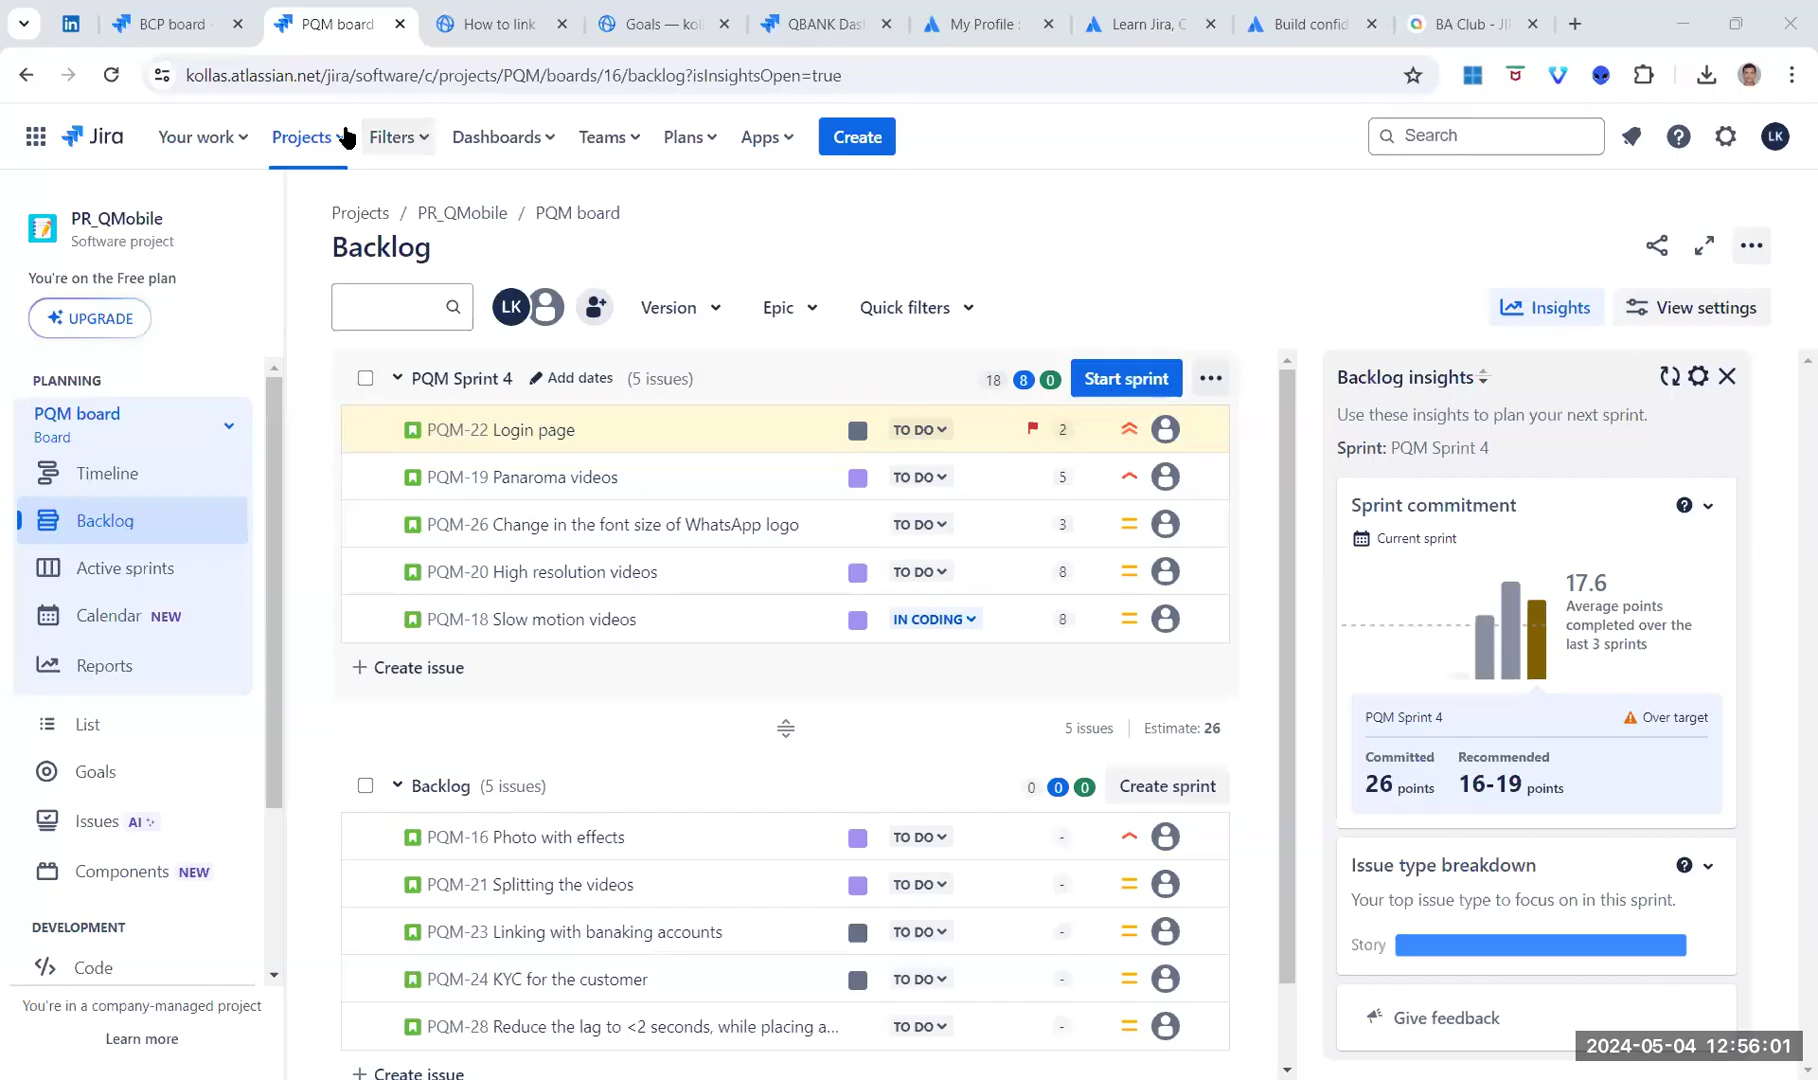 BCP board -
PQM board
How to link
Goals — kol
QBANK Das
My Profile :
Learn Jira, C
Build confid
BA Club - JI
kollas.atlassian.net/jira/software/c/projects/PQM/boards/16/backlog?isInsightsOpen=true
Jira
Your work
Projects
Filters
Dashboards
Teams
Plans
Apps
Create
Search
LK
PR_QMobile
Software project
You're on the Free plan
UPGRADE
PLANNING
PQM board
Board
Timeline
Backlog
Active sprints
Calendar NEW
Reports
List
Goals
Issues AI
Components NEW
DEVELOPMENT
Code
You're in a company-managed project
Learn more
Projects / PR_QMobile / PQM board
Backlog
LK
Version
Epic
Quick filters
Insights
View settings
PQM Sprint 4 Add dates (5 issues) 18 8 0 Start sprint
PQM-22 Login page TO DO 2
PQM-19 Panaroma videos TO DO 5
PQM-26 Change in the font size of WhatsApp logo TO DO 3
PQM-20 High resolution videos TO DO 8
PQM-18 Slow motion videos IN CODING 8
+ Create issue
5 issues Estimate: 26
Backlog (5 issues) 0 0 0 Create sprint
PQM-16 Photo with effects TO DO -
PQM-21 Splitting the videos TO DO -
PQM-23 Linking with banaking accounts TO DO -
PQM-24 KYC for the customer TO DO -
PQM-28 Reduce the lag to <2 seconds, while placing a... TO DO -
+ Create issue
Backlog insights
Use these insights to plan your next sprint.
Sprint: PQM Sprint 4
Sprint commitment
Current sprint
17.6
Average points
completed over the
last 3 sprints
PQM Sprint 4 Over target
Committed Recommended
26 points 16-19 points
Issue type breakdown
Your top issue type to focus on in this sprint.
Story
Give feedback
2024-05-04 12:56:01